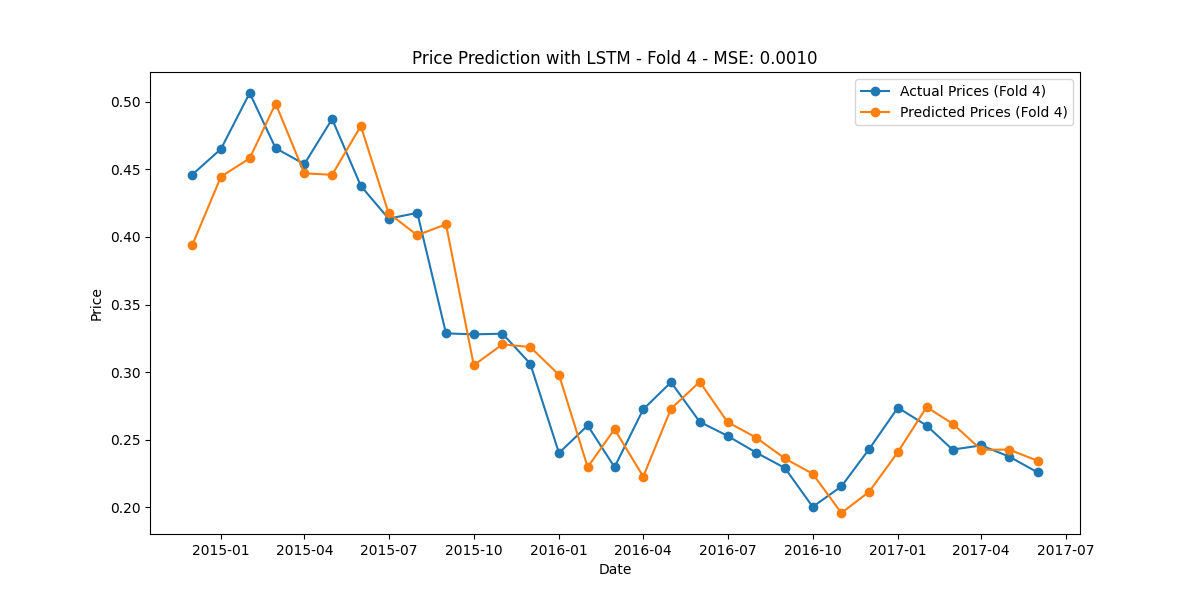 Price Prediction with LSTM - Fold 4 - MSE: 0.0010
Actual Prices (Fold 4)
Predicted Prices (Fold 4)
0.50
0.45
0.40
0.35
0.30
0.25
0.20
Price
2015-01 2015-04 2015-07 2015-10 2016-01 2016-04 2016-07 2016-10 2017-01 2017-04 2017-07
Date